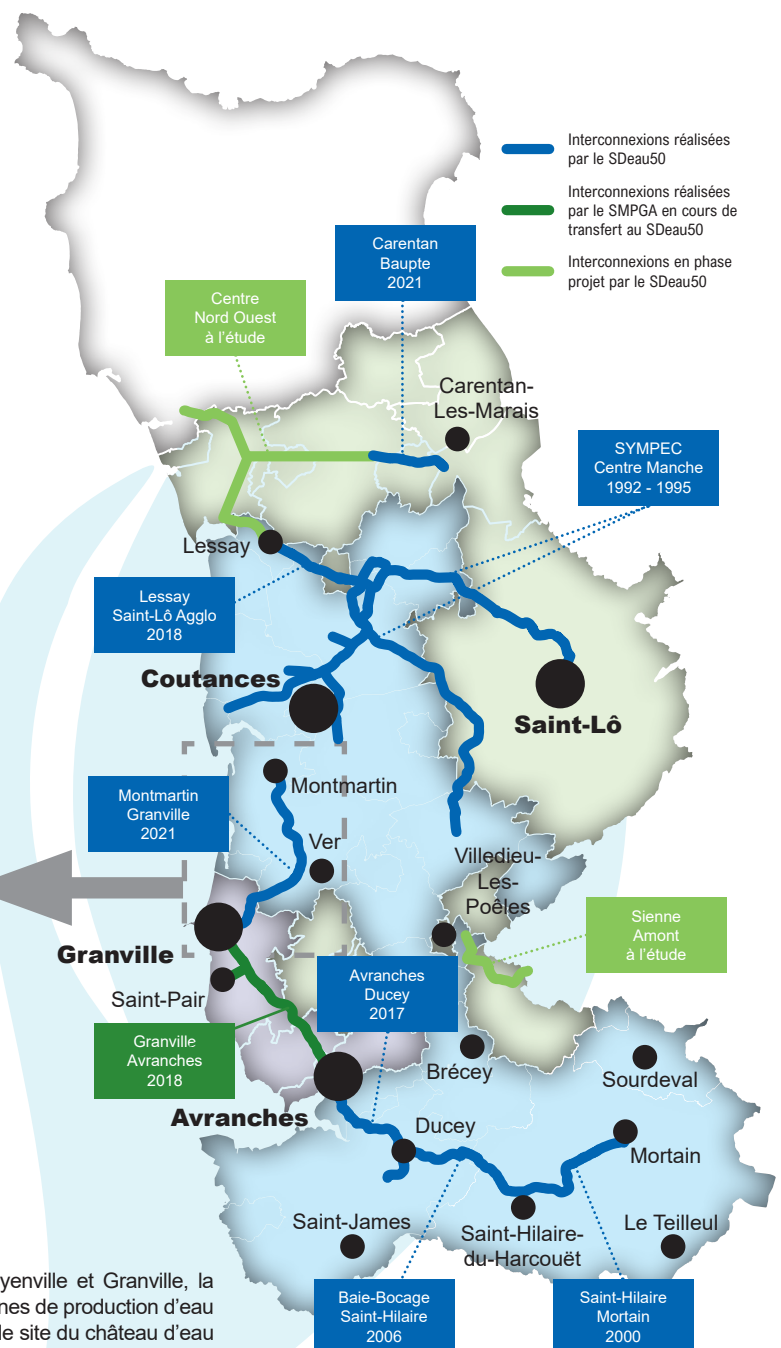 Interconnexions réalisées
par le SDeau50
Interconnexions réalisées
par le SMPGA en cours de
transfert au SDeau50
Interconnexions en phase
projet par le SDeau50
Carentan
Baupte
2021
Centre
Nord Ouest
à l'étude
Carentan-
Les-Marais
SYMPEC
Centre Manche
1992 - 1995
Lessay
Lessay
Saint-Lô Agglo
2018
Coutances
Saint-Lô
Montmartin
Montmartin
Granville
2021
Ver
Villedieu-
Les-
Poêles
Granville
Sienne
Amont
à l'étude
Saint-Pair
Avranches
Ducey
2017
Granville
Avranches
2018
Brécey
Sourdeval
Avranches
Ducey
Mortain
Saint-James
Saint-Hilaire-
du-Harcouët
Le Teilleul
Baie-Bocage
Saint-Hilaire
2006
Saint-Hilaire
Mortain
2000
yenville et Granville, la
nes de production d'eau
le site du château d'eau